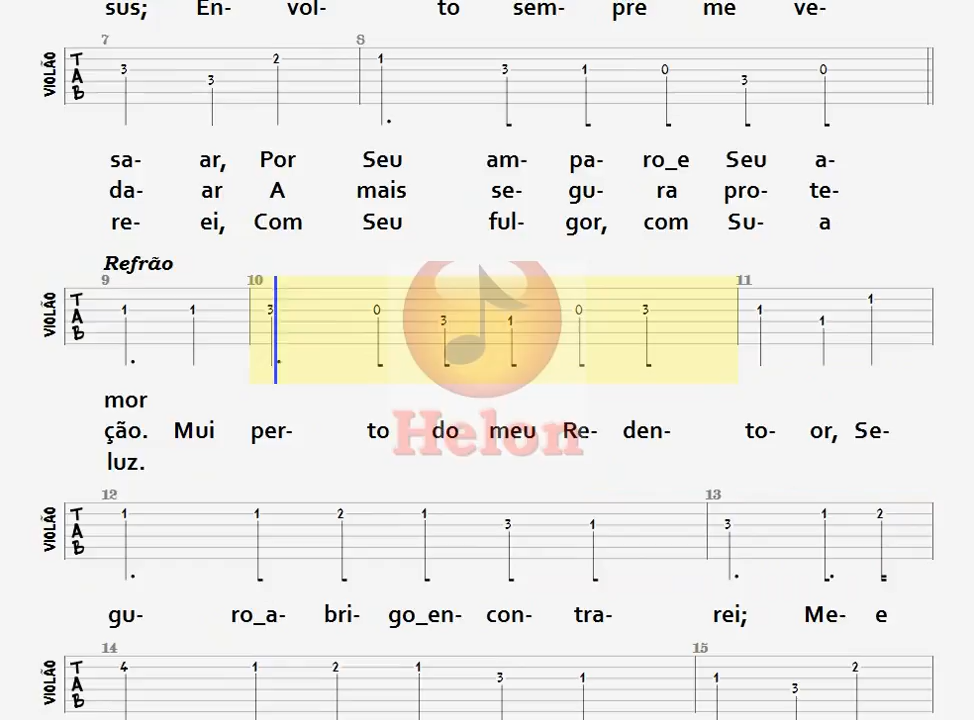 sus; En- vol- to sem- pre me ve-
7 8
VIOLÃO TAB 3 3 2 1 3 1 0 3 0
sa- ar, Por Seu am- pa- ro_e Seu a-
da- ar A mais se- gu- ra pro- te-
re- ei, Com Seu ful- gor, com Su- a
Refrão
9 10 11
VIOLÃO TAB 1 1 3 0 3 1 0 3 1 1 1
mor
ção. Mui per- to do meu Re- den- to- or, Se-
luz.
Helon
12 13
VIOLÃO TAB 1 1 2 1 3 1 3 1 2
gu- ro_a- bri- go_en- con- tra- rei; Me- e
14 15
VIOLÃO TAB 4 1 2 1 3 1 1 3 2